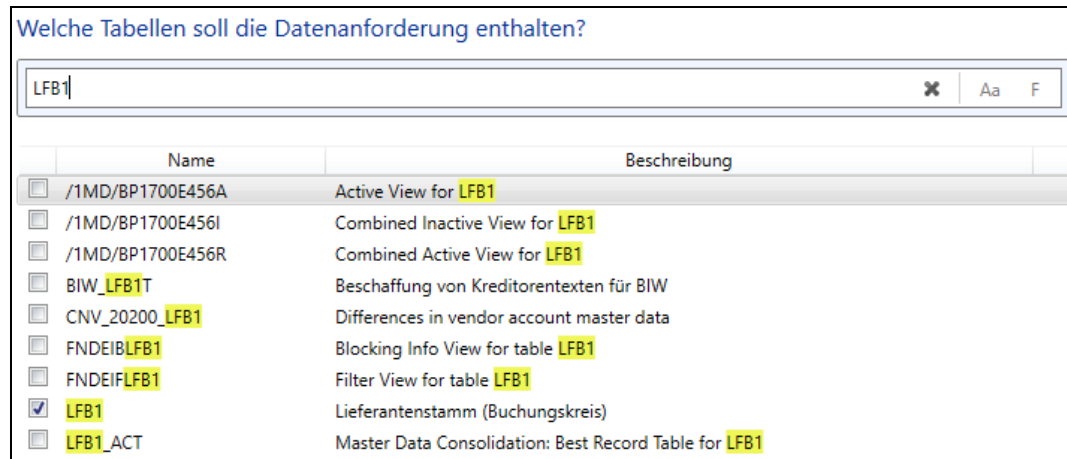 Welche Tabellen soll die Datenanforderung enthalten?
LFB1 Aa F
Name Beschreibung
/1MD/BP1700E456A Active View for LFB1
/1MD/BP1700E456I Combined Inactive View for LFB1
/1MD/BP1700E456R Combined Active View for LFB1
BIW_LFB1T Beschaffung von Kreditorentexten für BIW
CNV_20200_LFB1 Differences in vendor account master data
FNDEIBLFB1 Blocking Info View for table LFB1
FNDEIFLFB1 Filter View for table LFB1
LFB1 Lieferantenstamm (Buchungskreis)
LFB1_ACT Master Data Consolidation: Best Record Table for LFB1